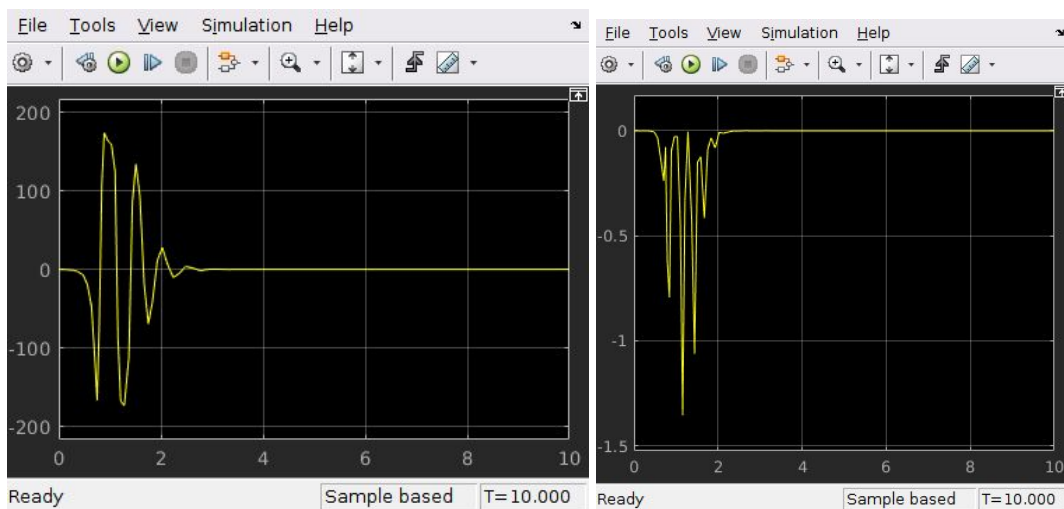 File Tools View Simulation Help
200
100
0
-100
-200
0 2 4 6 8 10
Ready Sample based T=10.000
File Tools View Simulation Help
0
-0.5
-1
-1.5
0 2 4 6 8 10
Ready Sample based T=10.000